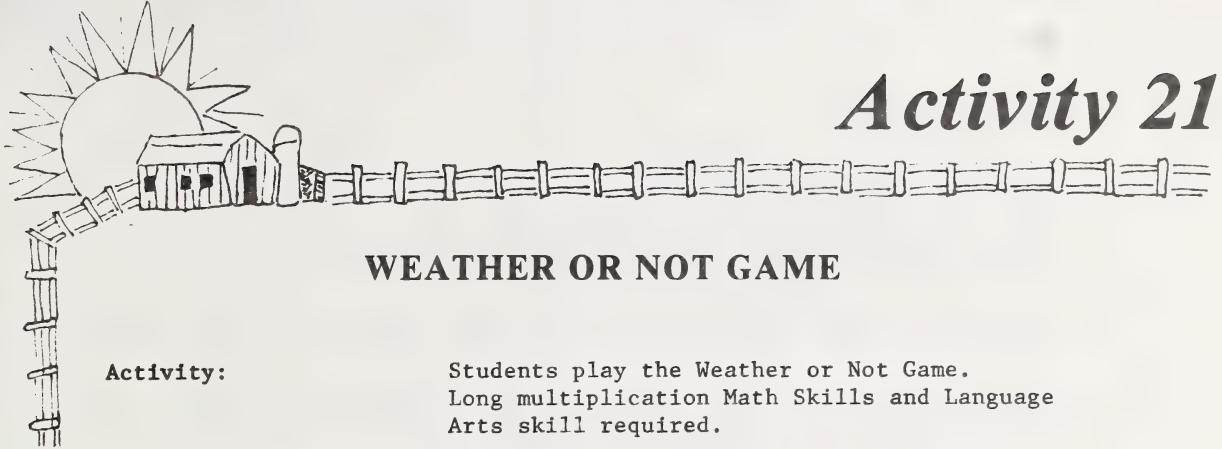 Activity 21
WEATHER OR NOT GAME
Activity: Students play the Weather or Not Game.
Long multiplication Math Skills and Language
Arts skill required.